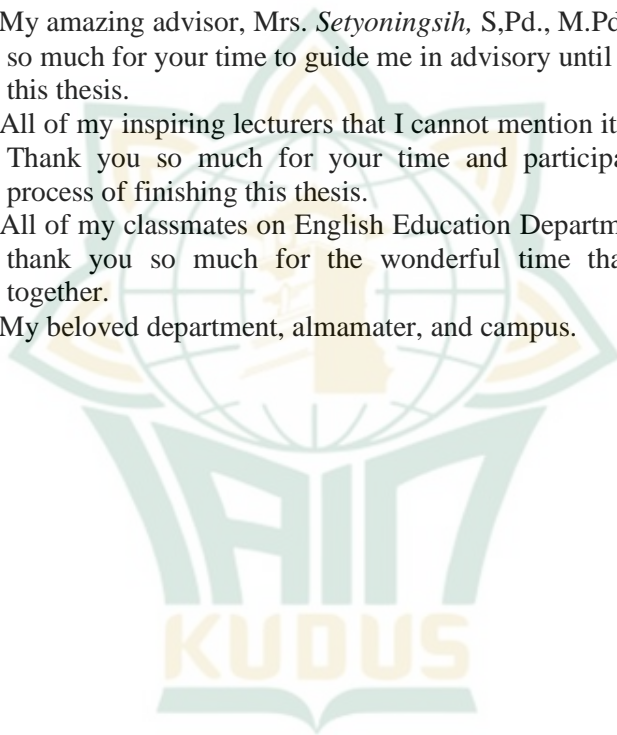 My amazing advisor, Mrs. Setyoningsih, S,Pd., M.Pd
so much for your time to guide me in advisory until
this thesis.
All of my inspiring lecturers that I cannot mention it
Thank you so much for your time and participa
process of finishing this thesis.
All of my classmates on English Education Departm
thank you so much for the wonderful time tha
together.
My beloved department, almamater, and campus.
IAIN
KUDUS